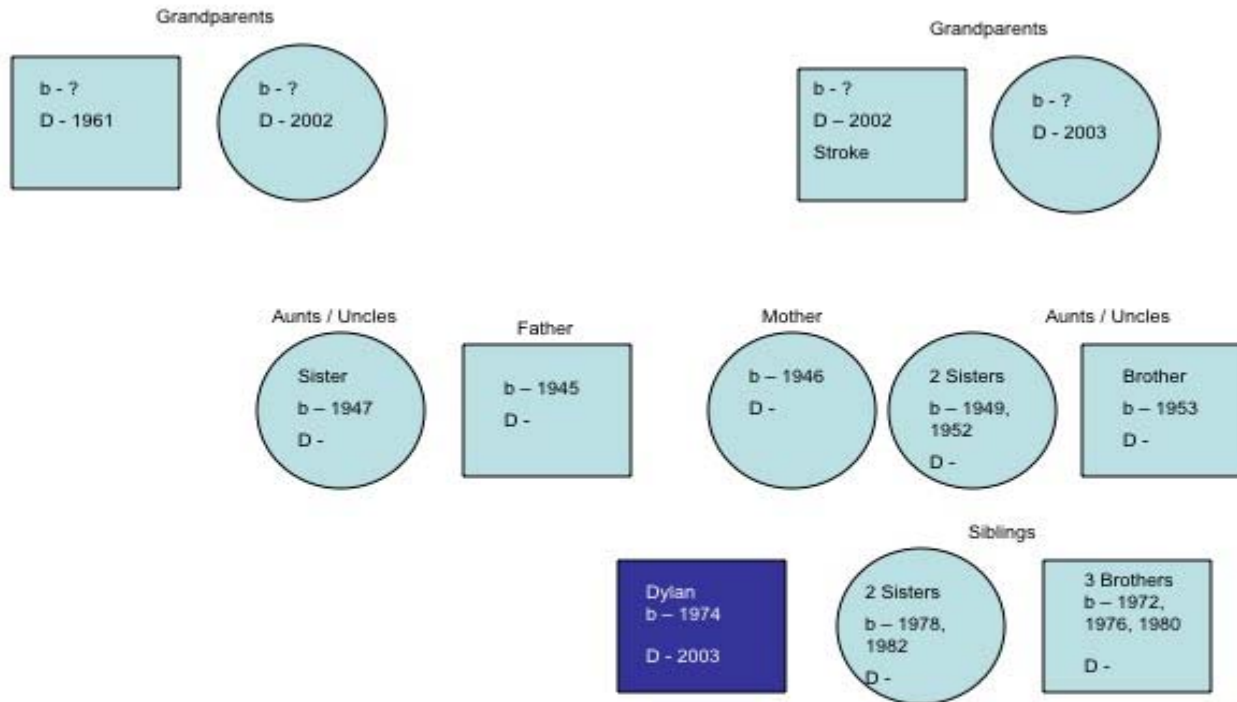 Grandparents
b - ?
D - 1961
b - ?
D - 2002
Grandparents
b - ?
D – 2002
Stroke
b - ?
D - 2003
Aunts / Uncles
Sister
b – 1947
D -
Father
b – 1945
D -
Mother
b – 1946
D -
Aunts / Uncles
2 Sisters
b – 1949,
1952
D -
Brother
b – 1953
D -
Dylan
b – 1974
D - 2003
Siblings
2 Sisters
b – 1978,
1982
D -
3 Brothers
b – 1972,
1976, 1980
D -